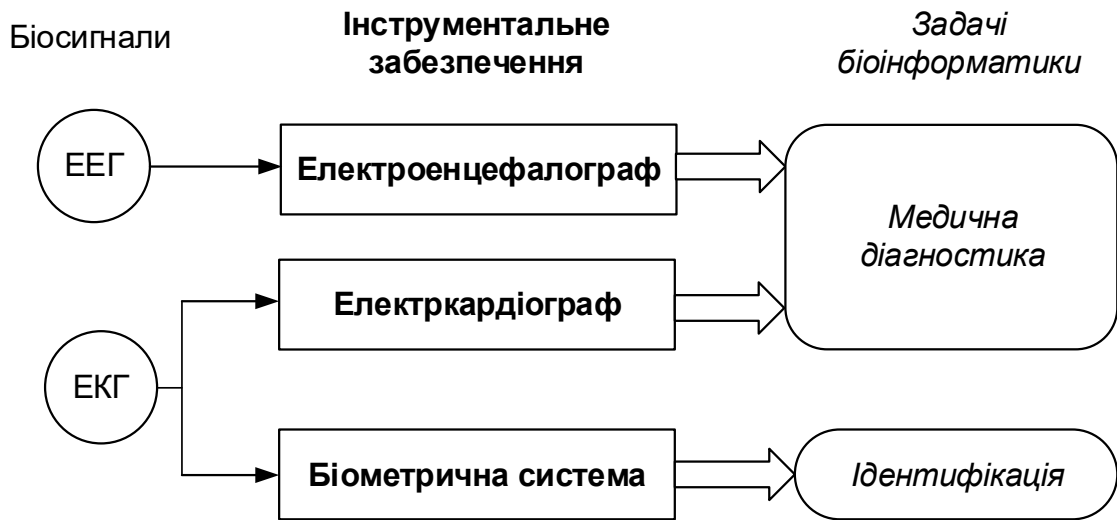 Біосигнали
Інструментальне
забезпечення
Задачі
біоінформатики
ЕЕГ
Електроенцефалограф
Медична
діагностика
Електркардіограф
ЕКГ
Біометрична система
Ідентифікація